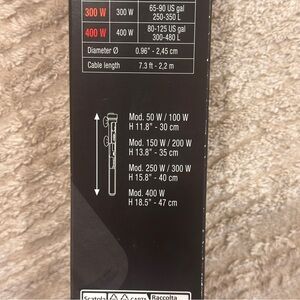 300 W 300 W 65-90 US gal
250-350 L
400 W 400 W 80-125 US gal
300-480 L
Diameter Ø 0.96" - 2,45 cm
Cable length 7.3 ft - 2,2 m
Mod. 50 W / 100 W
H 11.8" - 30 cm
Mod. 150 W / 200 W
H 13.8" - 35 cm
Mod. 250 W / 300 W
H 15.8" - 40 cm
Mod. 400 W
H 18.5" - 47 cm
Scatola CARTA Raccolta